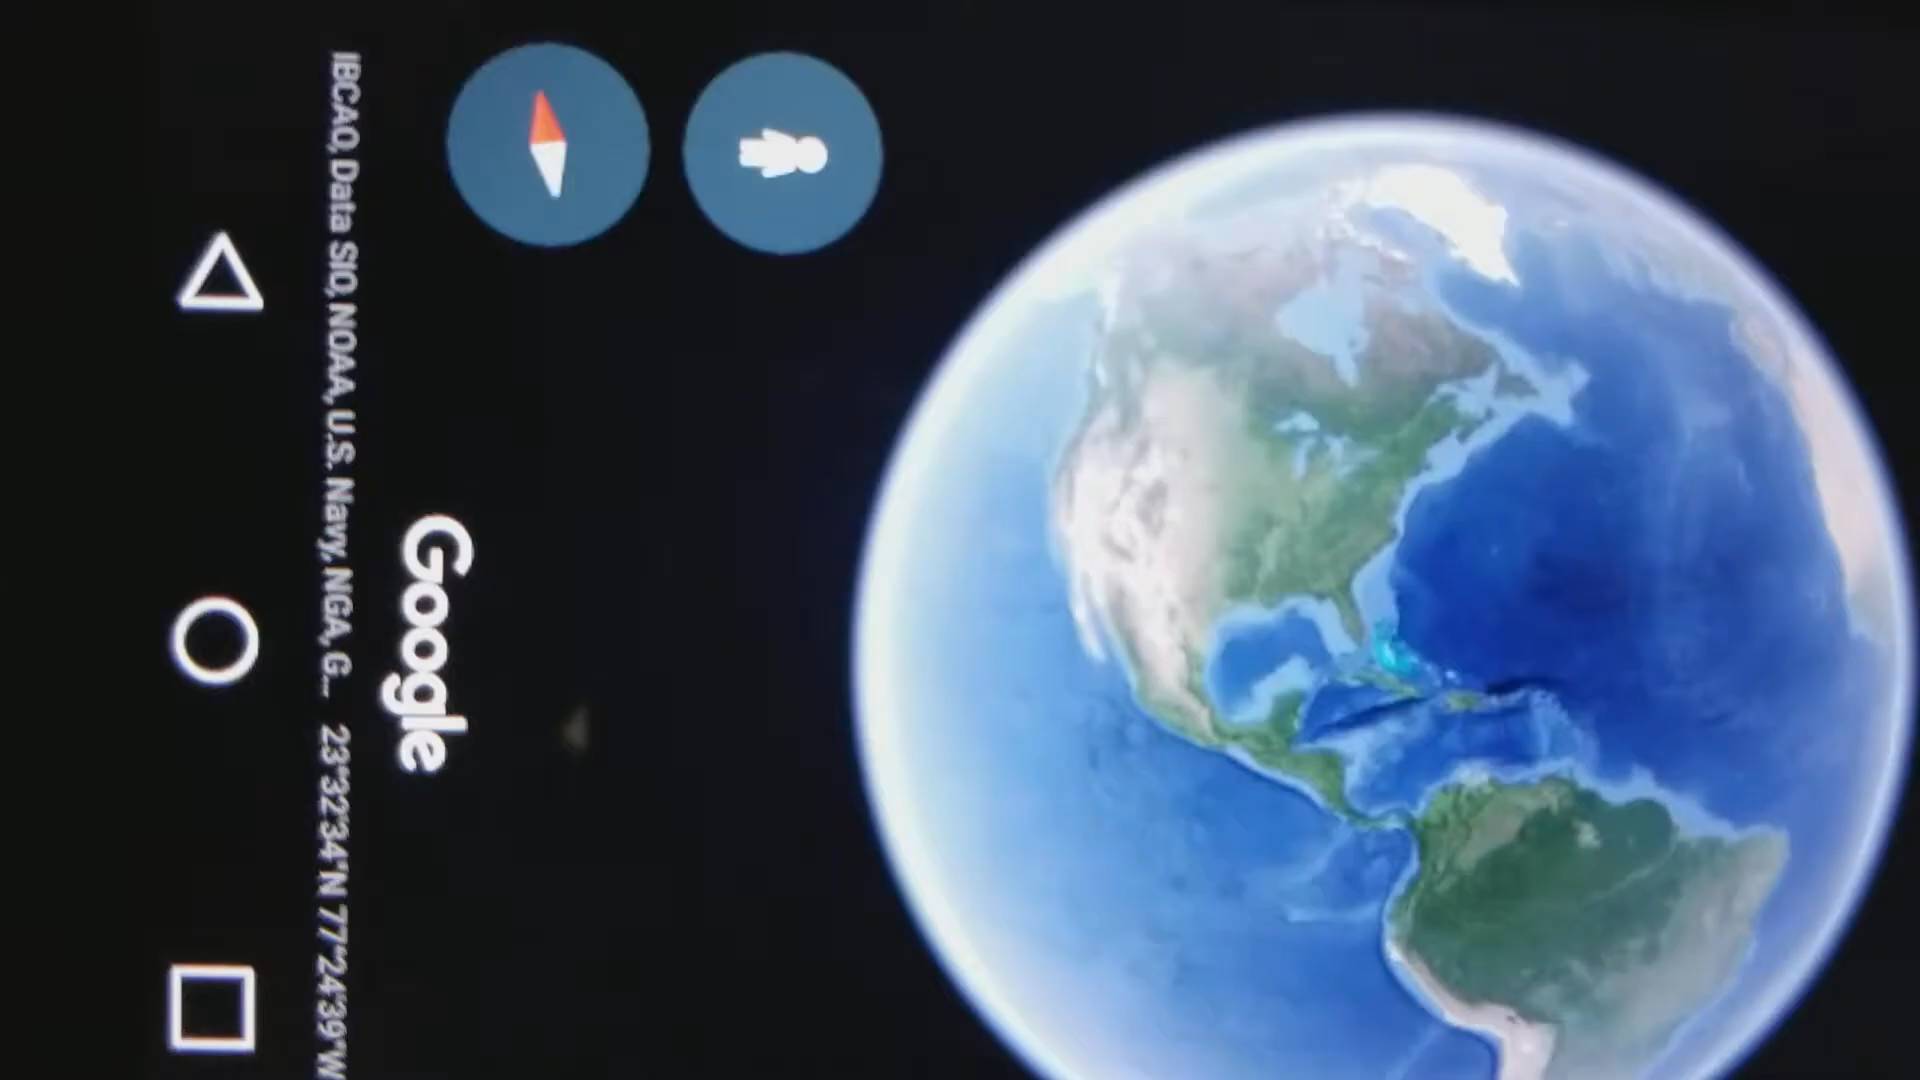 Google
IBCAO, Data SIO, NOAA, U.S. Navy, NGA, G... 23°32'34"N 77°24'39"W